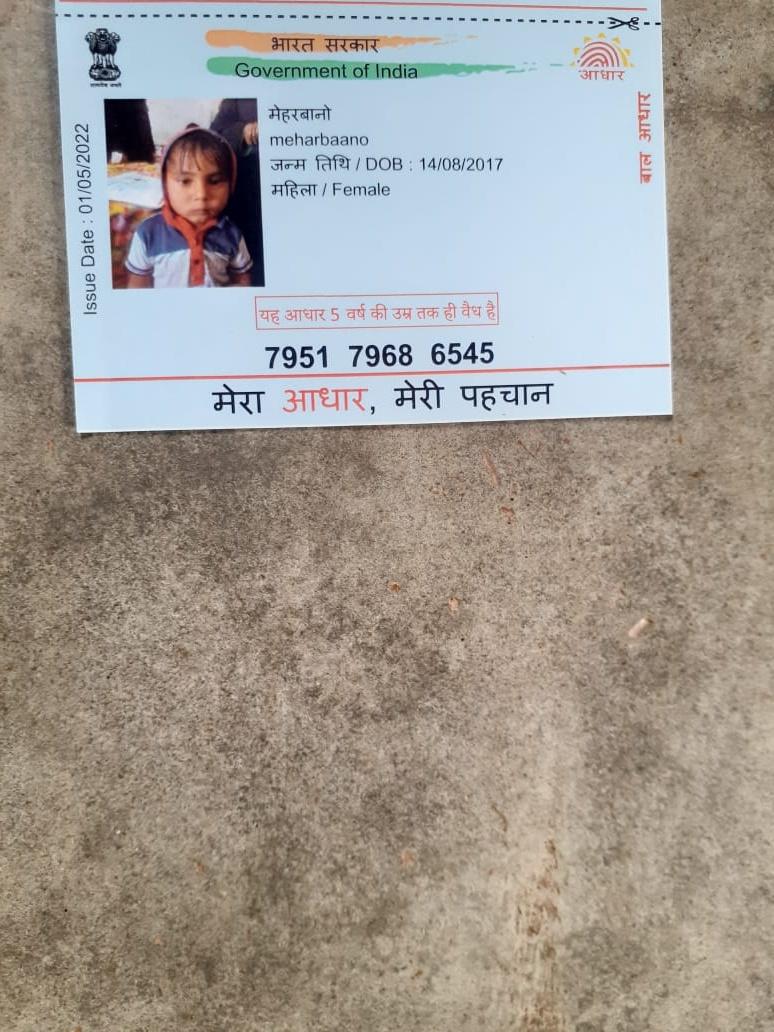 भारत सरकार
Government of India
आधार
बाल आधार
Issue Date : 01/05/2022
मेहरबानो
meharbaano
जन्म तिथि / DOB : 14/08/2017
महिला / Female
यह आधार 5 वर्ष की उम्र तक ही वैध है
7951 7968 6545
मेरा आधार, मेरी पहचान